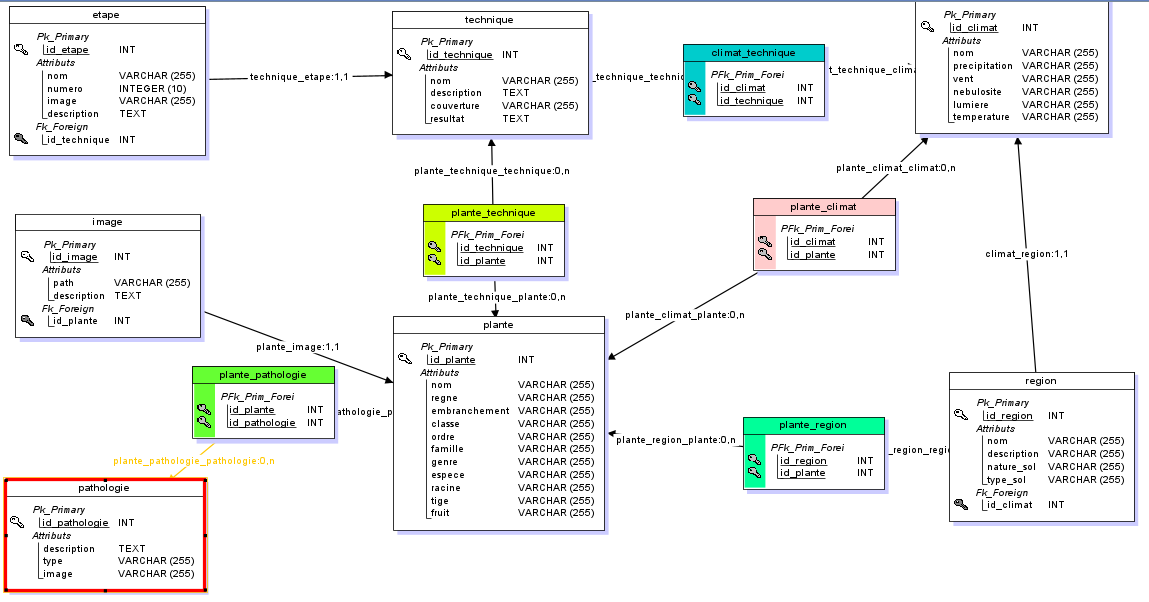 etape
Pk_Primary
id_etape INT
Attributs
nom VARCHAR (255)
numero INTEGER (10)
image VARCHAR (255)
description TEXT
Fk_Foreign
id_technique INT
technique_etape:1,1
technique
Pk_Primary
id_technique INT
Attributs
nom VARCHAR (255)
description TEXT
couverture VARCHAR (255)
resultat TEXT
_technique_technic
climat_technique
PFk_Prim_Forei
id_climat INT
id_technique INT
t_technique_clima
Pk_Primary
id_climat INT
Attributs
nom VARCHAR (255)
precipitation VARCHAR (255)
vent VARCHAR (255)
nebulosite VARCHAR (255)
lumiere VARCHAR (255)
temperature VARCHAR (255)
plante_technique_technique:0,n
plante_climat_climat:0,n
plante_technique
PFk_Prim_Forei
id_technique INT
id_plante INT
plante_climat
PFk_Prim_Forei
id_climat INT
id_plante INT
climat_region:1,1
image
Pk_Primary
id_image INT
Attributs
path VARCHAR (255)
description TEXT
Fk_Foreign
id_plante INT
plante_technique_plante:0,n
plante_climat_plante:0,n
plante_image:1,1
plante
Pk_Primary
id_plante INT
Attributs
nom VARCHAR (255)
regne VARCHAR (255)
embranchement VARCHAR (255)
classe VARCHAR (255)
ordre VARCHAR (255)
famille VARCHAR (255)
genre VARCHAR (255)
espece VARCHAR (255)
racine VARCHAR (255)
tige VARCHAR (255)
fruit VARCHAR (255)
plante_pathologie
PFk_Prim_Forei
id_plante INT
id_pathologie INT
athologie_p
plante_region_plante:0,n
plante_region
PFk_Prim_Forei
id_region INT
id_plante INT
_region_regio
region
Pk_Primary
id_region INT
Attributs
nom VARCHAR (255)
description VARCHAR (255)
nature_sol VARCHAR (255)
type_sol VARCHAR (255)
Fk_Foreign
id_climat INT
plante_pathologie_pathologie:0,n
pathologie
Pk_Primary
id_pathologie INT
Attributs
description TEXT
type VARCHAR (255)
image VARCHAR (255)